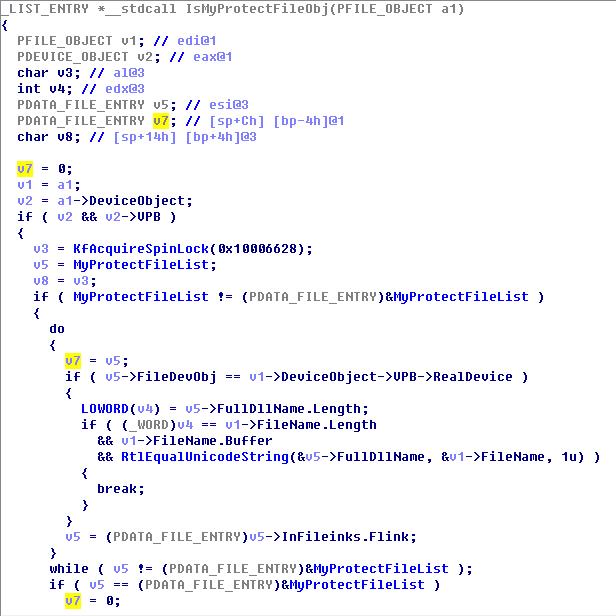 _LIST_ENTRY *__stdcall IsMyProtectFileObj(PFILE_OBJECT a1)
{
  PFILE_OBJECT v1; // edi@1
  PDEVICE_OBJECT v2; // eax@1
  char v3; // al@3
  int v4; // edx@3
  PDATA_FILE_ENTRY v5; // esi@3
  PDATA_FILE_ENTRY v7; // [sp+Ch] [bp-4h]@1
  char v8; // [sp+14h] [bp+4h]@3

  v7 = 0;
  v1 = a1;
  v2 = a1->DeviceObject;
  if ( v2 && v2->VPB )
  {
    v3 = KfAcquireSpinLock(0x10006628);
    v5 = MyProtectFileList;
    v8 = v3;
    if ( MyProtectFileList != (PDATA_FILE_ENTRY)&MyProtectFileList )
    {
      do
      {
        v7 = v5;
        if ( v5->FileDevObj == v1->DeviceObject->VPB->RealDevice )
        {
          LOWORD(v4) = v5->FullDllName.Length;
          if ( (_WORD)v4 == v1->FileName.Length
            && v1->FileName.Buffer
            && RtlEqualUnicodeString(&v5->FullDllName, &v1->FileName, 1u) )
          {
            break;
          }
        }
        v5 = (PDATA_FILE_ENTRY)v5->InFileinks.Flink;
      }
      while ( v5 != (PDATA_FILE_ENTRY)&MyProtectFileList );
      if ( v5 == (PDATA_FILE_ENTRY)&MyProtectFileList )
        v7 = 0;